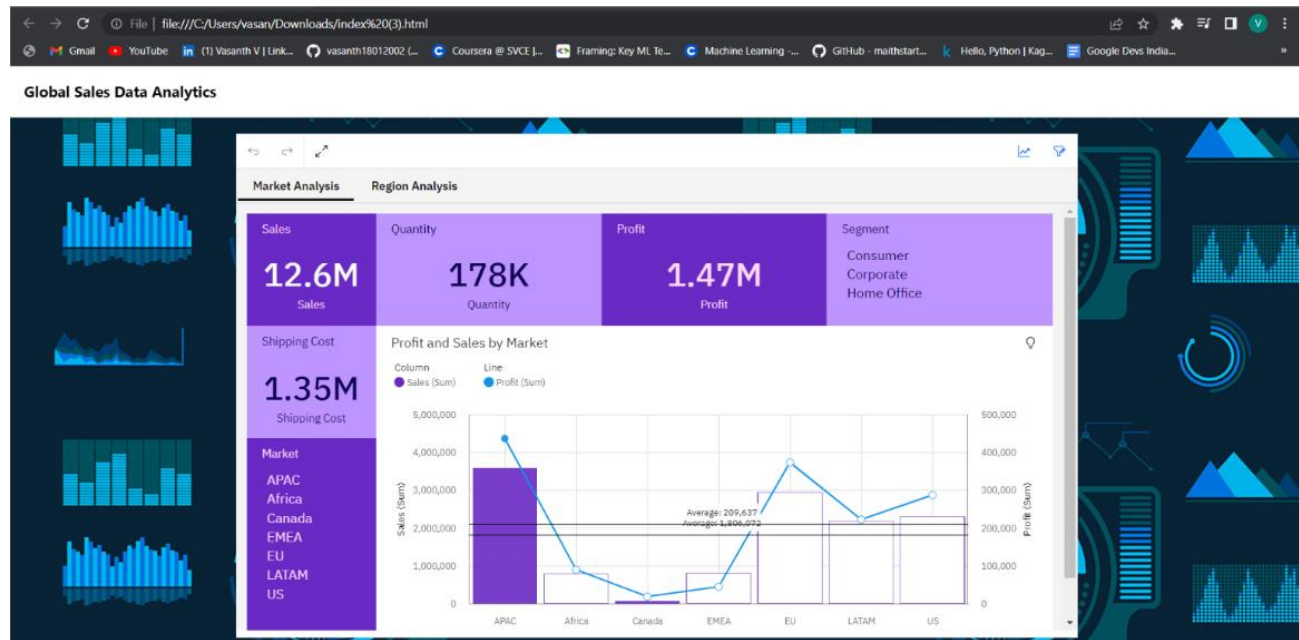 File | file:///C:/Users/vasan/Downloads/index%20(3).html
Gmail YouTube (1) Vasanth V | Link... vasanth18012002 (... Coursera @ SVCE |... Framing: Key ML Te... Machine Learning -... GitHub - maithstart... Hello, Python | Kag... Google Devs India... »
V
Global Sales Data Analytics
Market Analysis Region Analysis
Sales
12.6M
Sales
Quantity
178K
Quantity
Profit
1.47M
Profit
Segment
Consumer
Corporate
Home Office
Shipping Cost
1.35M
Shipping Cost
Market
APAC
Africa
Canada
EMEA
EU
LATAM
US
Profit and Sales by Market
Column Line
Sales (Sum) Profit (Sum)
5,000,000 500,000
4,000,000 400,000
3,000,000 300,000
2,000,000 200,000
1,000,000 100,000
0 0
Sales (Sum)
Profit (Sum)
Average: 209,637
Average: 1,806,072
APAC Africa Canada EMEA EU LATAM US